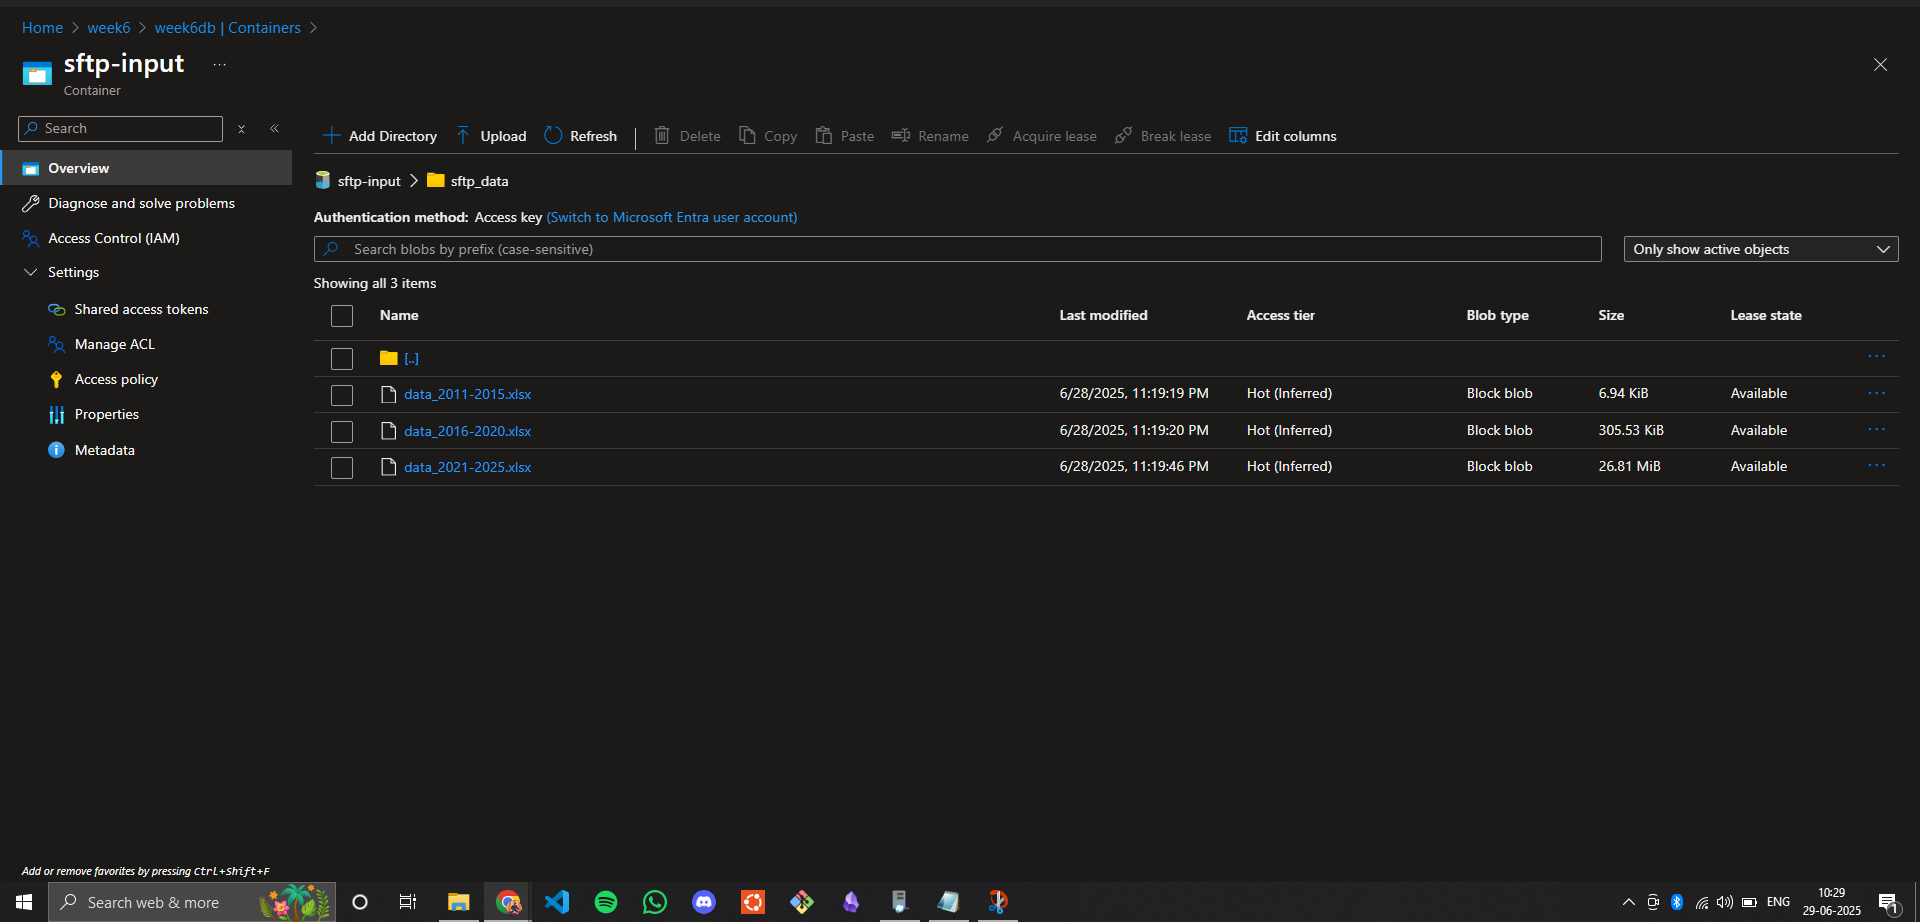 Home > week6 > week6db | Containers >
sftp-input ...
Container
Search
Add Directory Upload Refresh | Delete Copy Paste Rename Acquire lease Break lease Edit columns
Overview
Diagnose and solve problems
Access Control (IAM)
Settings
Shared access tokens
Manage ACL
Access policy
Properties
Metadata
sftp-input > sftp_data
Authentication method: Access key (Switch to Microsoft Entra user account)
Search blobs by prefix (case-sensitive) Only show active objects
Showing all 3 items
Name Last modified Access tier Blob type Size Lease state
[..] ...
data_2011-2015.xlsx 6/28/2025, 11:19:19 PM Hot (Inferred) Block blob 6.94 KiB Available ...
data_2016-2020.xlsx 6/28/2025, 11:19:20 PM Hot (Inferred) Block blob 305.53 KiB Available ...
data_2021-2025.xlsx 6/28/2025, 11:19:46 PM Hot (Inferred) Block blob 26.81 MiB Available ...
Add or remove favorites by pressing Ctrl+Shift+F
Search web & more ENG 10:29
29-06-2025 1